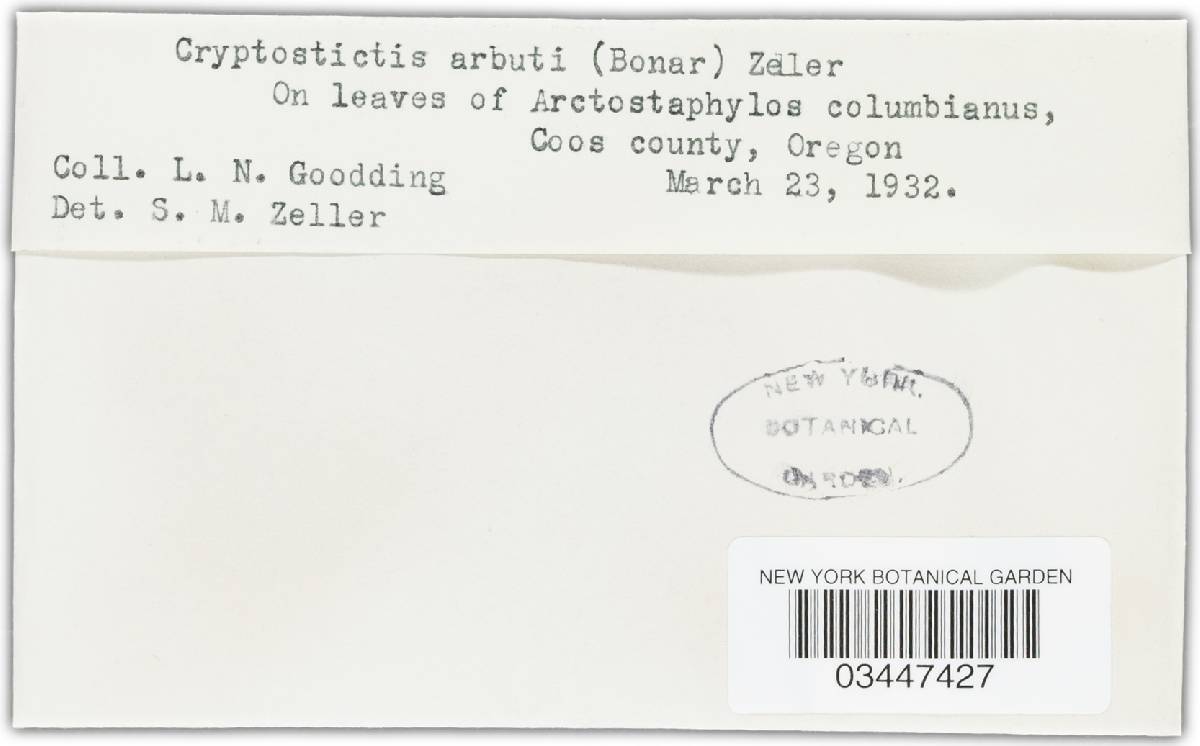 Cryptostictis arbuti (Bonar) Zeller
On leaves of Arctostaphylos columbianus,
Coos county, Oregon
Coll. L. N. Goodding
March 23, 1932.
Det. S. M. Zeller
NEW YORK
BOTANICAL
GARDEN.
NEW YORK BOTANICAL GARDEN
03447427